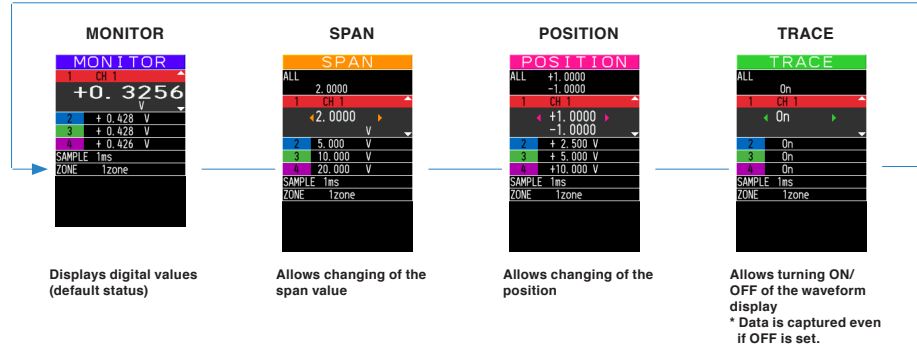 MONITOR
MONITOR
1 CH 1
+0. 3256
V
2 + 0.428 V
3 + 0.428 V
4 + 0.426 V
SAMPLE 1ms
ZONE 1zone
Displays digital values
(default status)
SPAN
SPAN
ALL
2.0000
1 CH 1
2.0000
V
2 5.000 V
3 10.000 V
4 20.000 V
SAMPLE 1ms
ZONE 1zone
Allows changing of the
span value
POSITION
POSITION
ALL +1.0000
-1.0000
1 CH 1
+1.0000
-1.0000
2 + 2.500 V
3 + 5.000 V
4 +10.000 V
SAMPLE 1ms
ZONE 1zone
Allows changing of the
position
TRACE
TRACE
ALL
On
1 CH 1
On
2 On
3 On
4 On
SAMPLE 1ms
ZONE 1zone
Allows turning ON/
OFF of the waveform
display
* Data is captured even
if OFF is set.